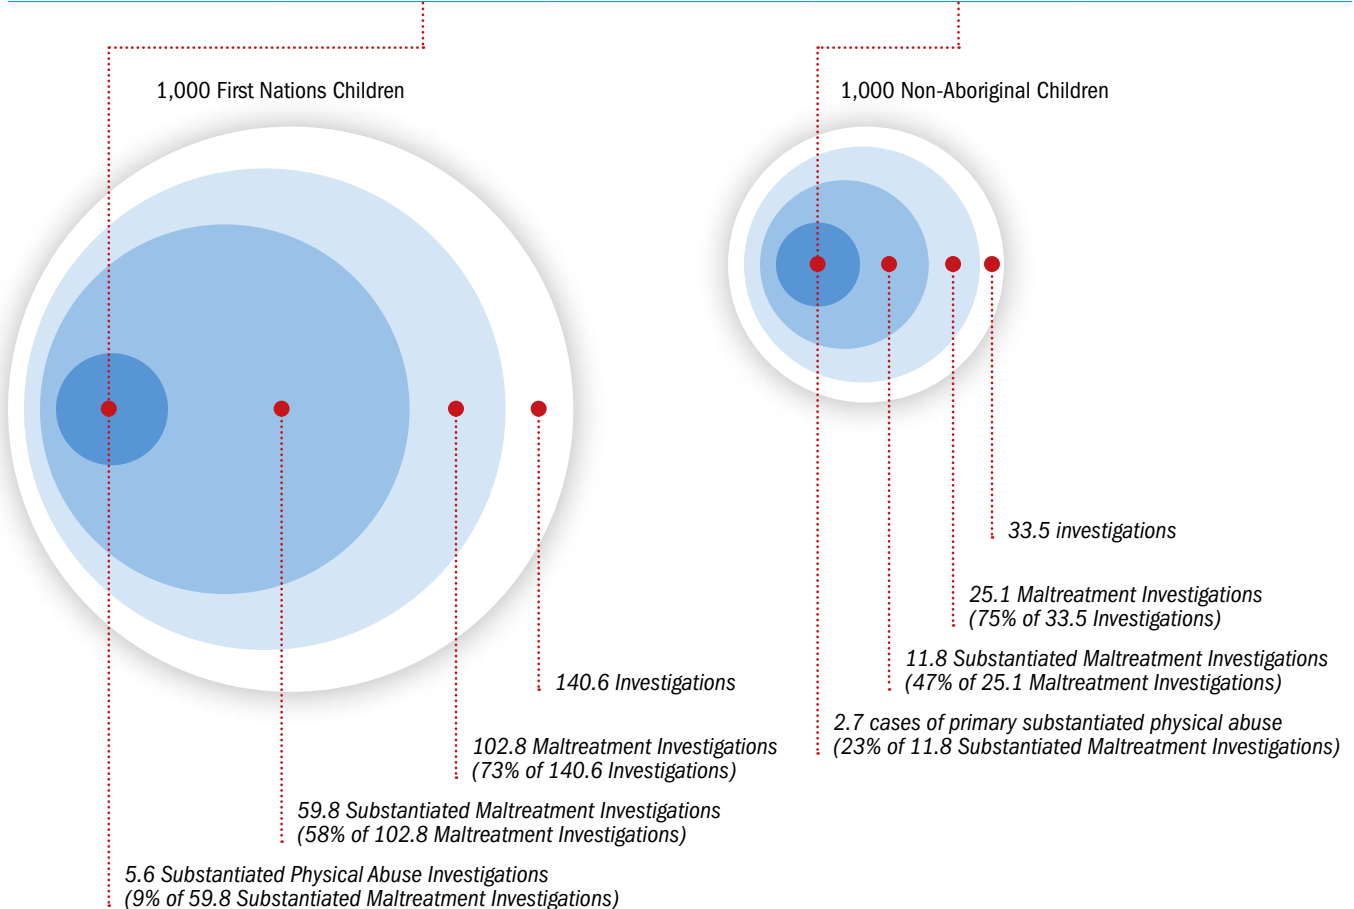 1,000 First Nations Children
1,000 Non-Aboriginal Children
33.5 investigations
25.1 Maltreatment Investigations
(75% of 33.5 Investigations)
11.8 Substantiated Maltreatment Investigations
(47% of 25.1 Maltreatment Investigations)
2.7 cases of primary substantiated physical abuse
(23% of 11.8 Substantiated Maltreatment Investigations)
140.6 Investigations
102.8 Maltreatment Investigations
(73% of 140.6 Investigations)
59.8 Substantiated Maltreatment Investigations
(58% of 102.8 Maltreatment Investigations)
5.6 Substantiated Physical Abuse Investigations
(9% of 59.8 Substantiated Maltreatment Investigations)